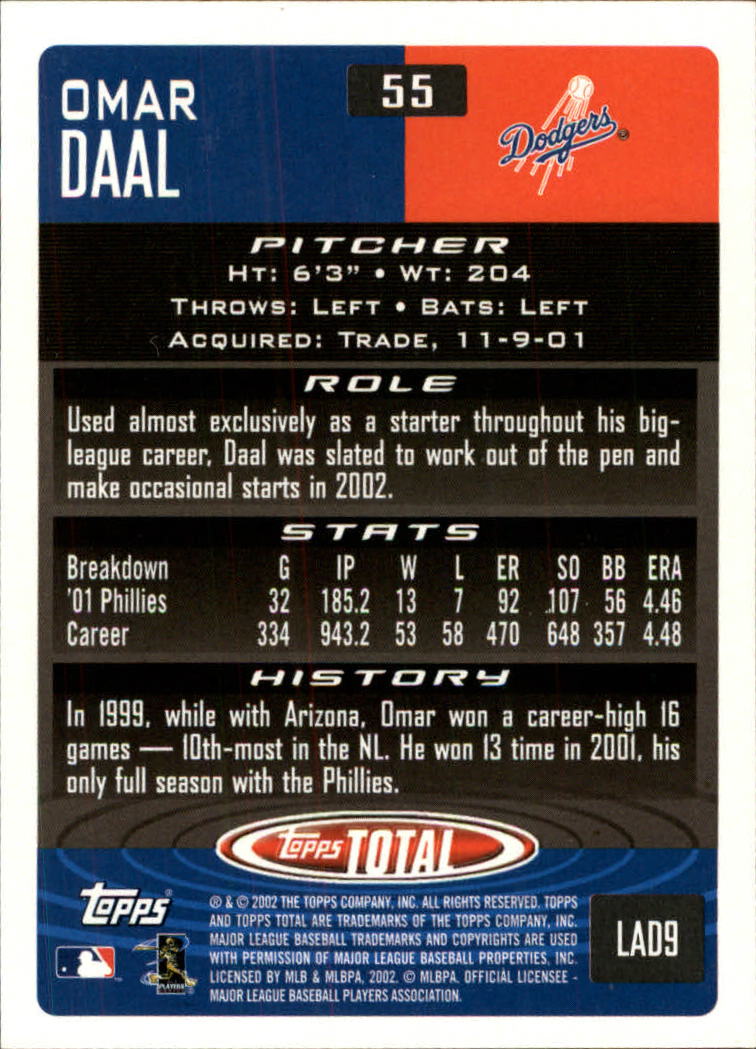 OMAR
DAAL
55
Dodgers
PITCHER
HT: 6'3" • WT: 204
THROWS: LEFT • BATS: LEFT
ACQUIRED: TRADE, 11-9-01
ROLE
Used almost exclusively as a starter throughout his big-
league career, Daal was slated to work out of the pen and
make occasional starts in 2002.
STATS
Breakdown G IP W L ER SO BB ERA
'01 Phillies 32 185.2 13 7 92 107 56 4.46
Career 334 943.2 53 58 470 648 357 4.48
HISTORY
In 1999, while with Arizona, Omar won a career-high 16
games — 10th-most in the NL. He won 13 time in 2001, his
only full season with the Phillies.
Topps TOTAL
Topps®
® & © 2002 THE TOPPS COMPANY, INC. ALL RIGHTS RESERVED. TOPPS
AND TOPPS TOTAL ARE TRADEMARKS OF THE TOPPS COMPANY, INC.
MAJOR LEAGUE BASEBALL TRADEMARKS AND COPYRIGHTS ARE USED
WITH PERMISSION OF MAJOR LEAGUE BASEBALL PROPERTIES, INC.
LICENSED BY MLB & MLBPA, 2002. © MLBPA. OFFICIAL LICENSEE -
MAJOR LEAGUE BASEBALL PLAYERS ASSOCIATION.
PLAYERS
LAD9